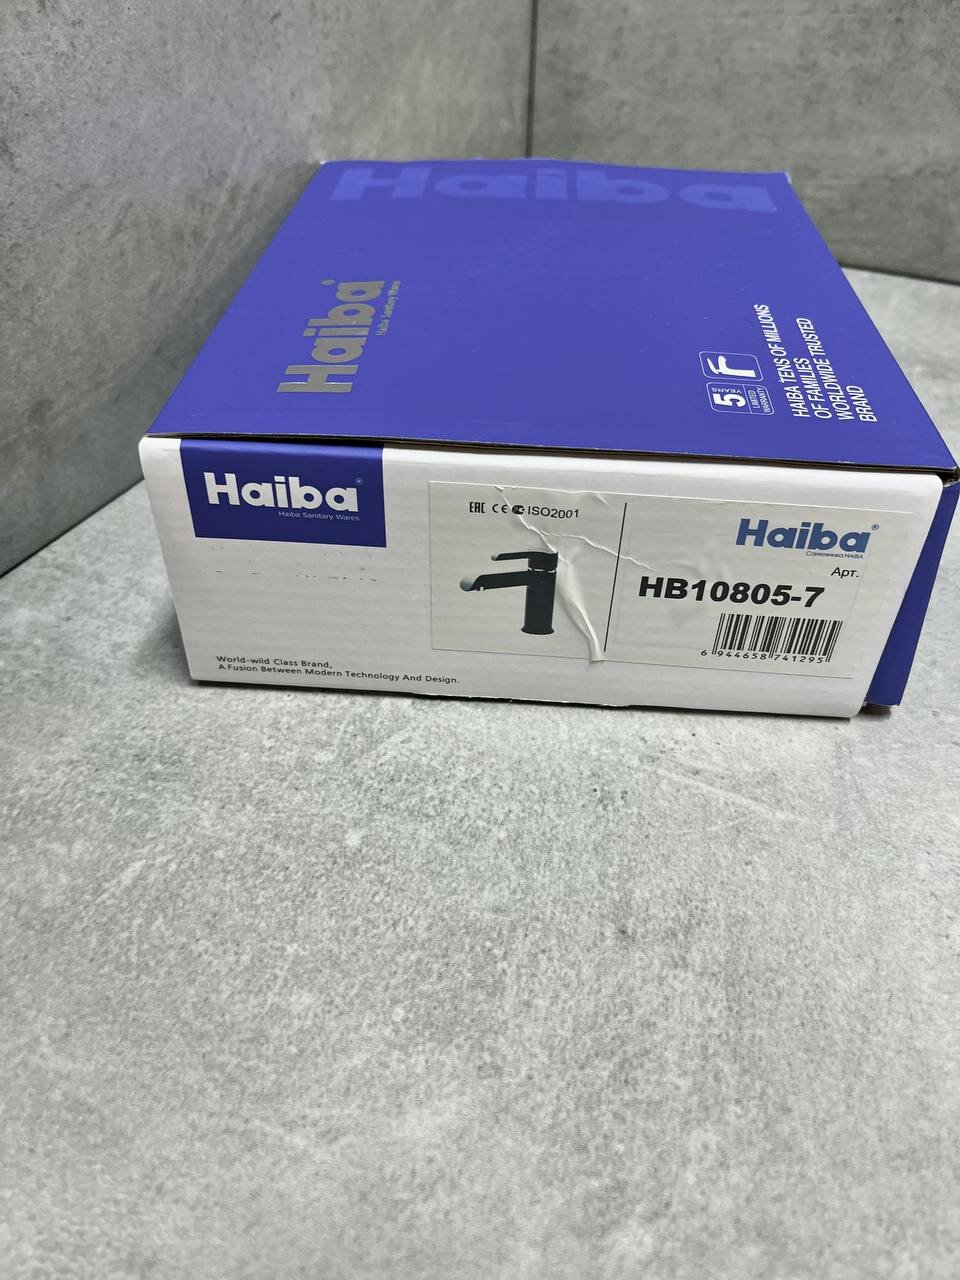 Haiba
Haiba®
Haiba Sanitary Wares
5
YEARS
LIMITED
WARRANTY
HAIBA TENS OF MILLIONS
OF FAMILIES
WORLDWIDE TRUSTED
BRAND
Haiba®
Haiba Sanitary Wares
World-wild Class Brand,
A Fusion Between Modern Technology And Design.
EAC CE ISO2001
Haiba®
Сантехника HAIBA
Арт.
HB10805-7
6 944658 741295